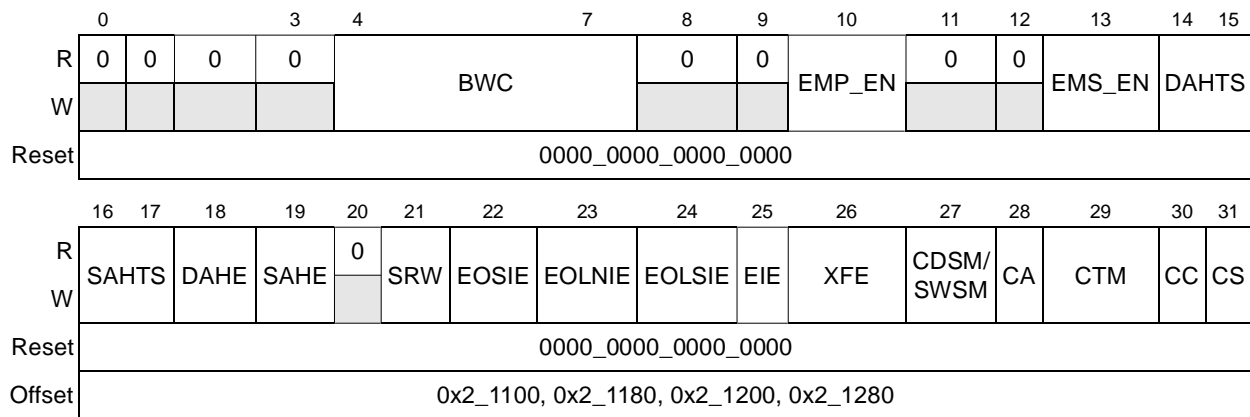 0 3 4 7 8 9 10 11 12 13 14 15
R 0 0 0 0 BWC 0 0 EMP_EN 0 0 EMS_EN DAHTS
W
Reset 0000_0000_0000_0000
16 17 18 19 20 21 22 23 24 25 26 27 28 29 30 31
R SAHTS DAHE SAHE 0 SRW EOSIE EOLNIE EOLSIE EIE XFE CDSM/ CA CTM CC CS
W SWSM
Reset 0000_0000_0000_0000
Offset 0x2_1100, 0x2_1180, 0x2_1200, 0x2_1280